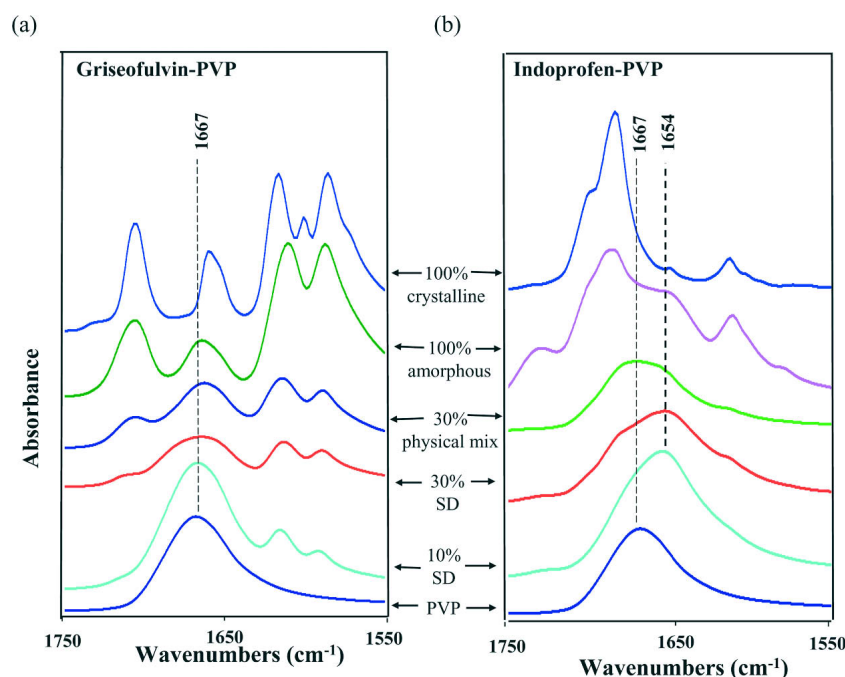 (a)
(b)
Griseofulvin-PVP
Indoprofen-PVP
1667
1667
1654
100%
crystalline
100%
amorphous
30%
physical mix
30%
SD
10%
SD
PVP
Absorbance
1750
1650
1550
1750
1650
1550
Wavenumbers (cm-1)
Wavenumbers (cm-1)